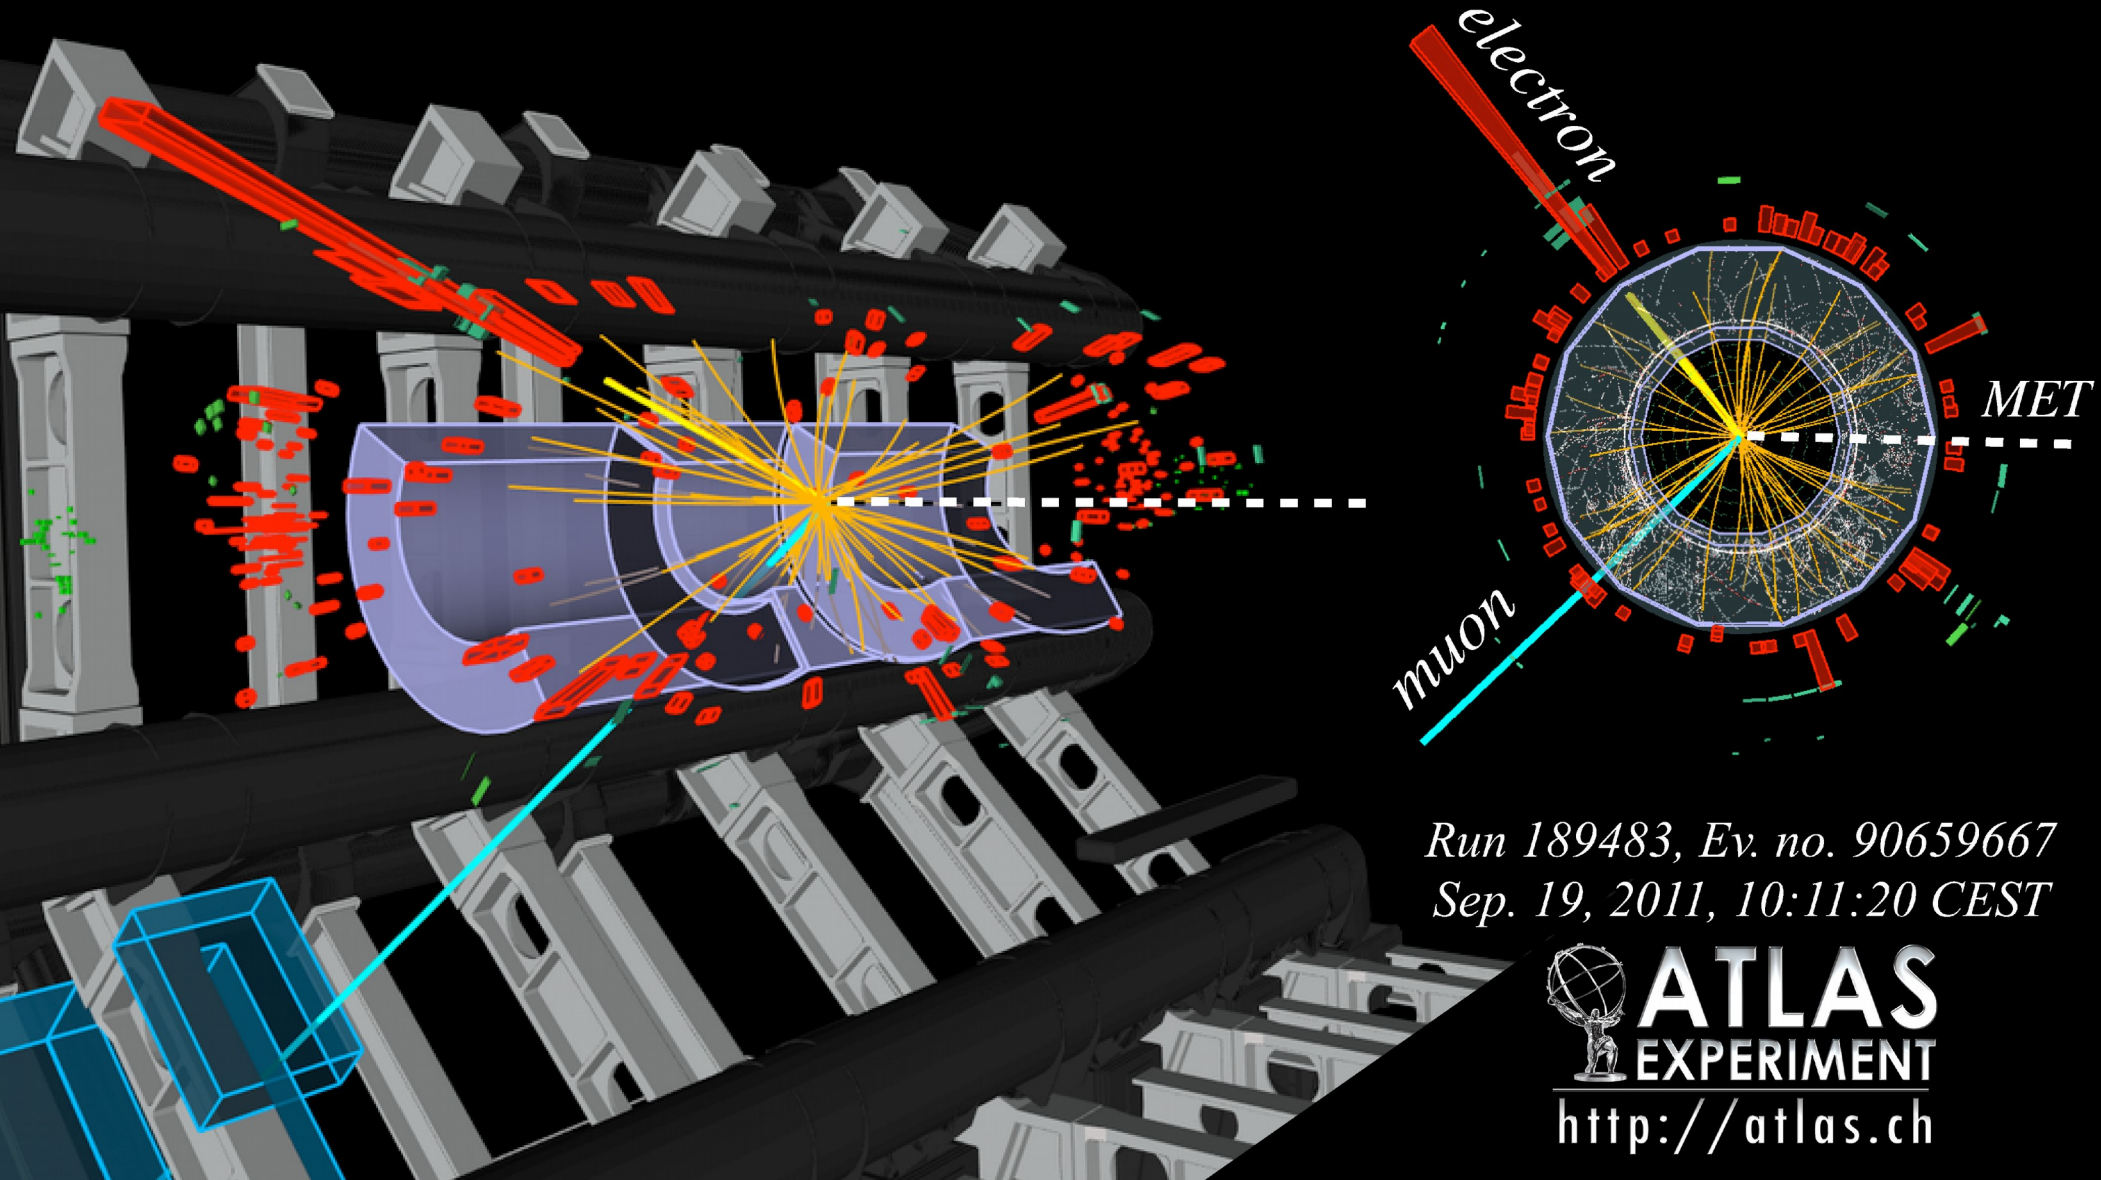 electron
MET
muon
Run 189483, Ev. no. 90659667
Sep. 19, 2011, 10:11:20 CEST
ATLAS
EXPERIMENT
http://atlas.ch